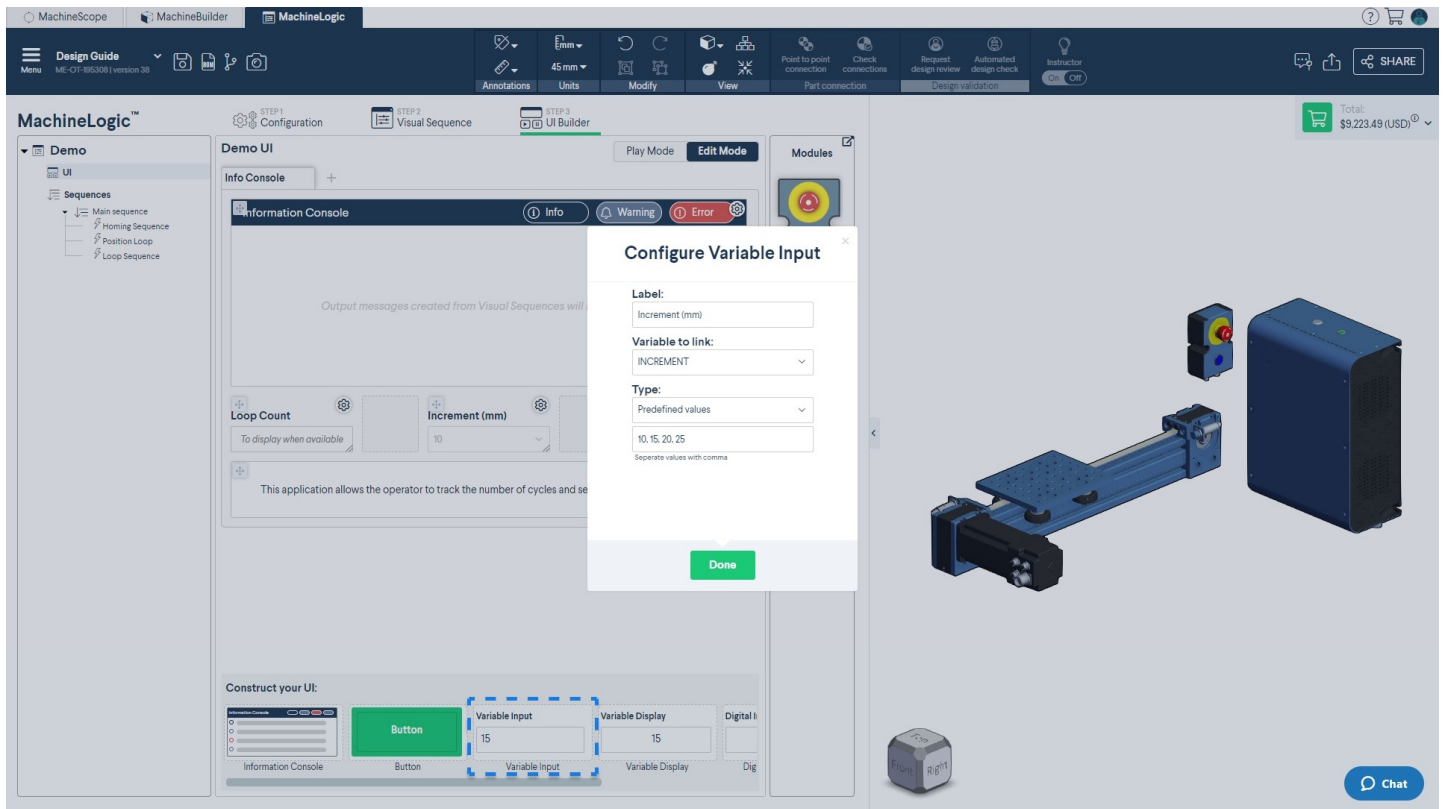 MachineScope
MachineBuilder
MachineLogic
Menu
Design Guide
ME-OT-195308 | version 38
BOM
mm
45 mm
Annotations
Units
Modify
View
Point to point connection
Check connections
Part connection
Request design review
Automated design check
Design validation
Instructor
On Off
SHARE
MachineLogic™
STEP 1
Configuration
STEP 2
Visual Sequence
STEP 3
UI Builder
Total:
$9,223.49 (USD)
Demo
UI
Sequences
Main sequence
Homing Sequence
Position Loop
Loop Sequence
Demo UI
Play Mode
Edit Mode
Info Console
Information Console
Info
Warning
Error
Output messages created from Visual Sequences will
Loop Count
To display when available
Increment (mm)
10
This application allows the operator to track the number of cycles and se
Modules
Configure Variable Input
Label:
Increment (mm)
Variable to link:
INCREMENT
Type:
Predefined values
10, 15, 20, 25
Seperate values with comma
Done
Construct your UI:
Information Console
Information Console
Button
Button
Variable Input
15
Variable Input
Variable Display
15
Variable Display
Digital I
Dig
Top
Front
Right
Chat